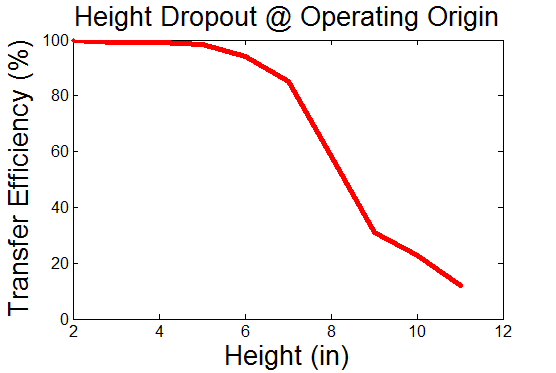 Height Dropout @ Operating Origin
Transfer Efficiency (%)
100
80
60
40
20
0
2 4 6 8 10 12
Height (in)